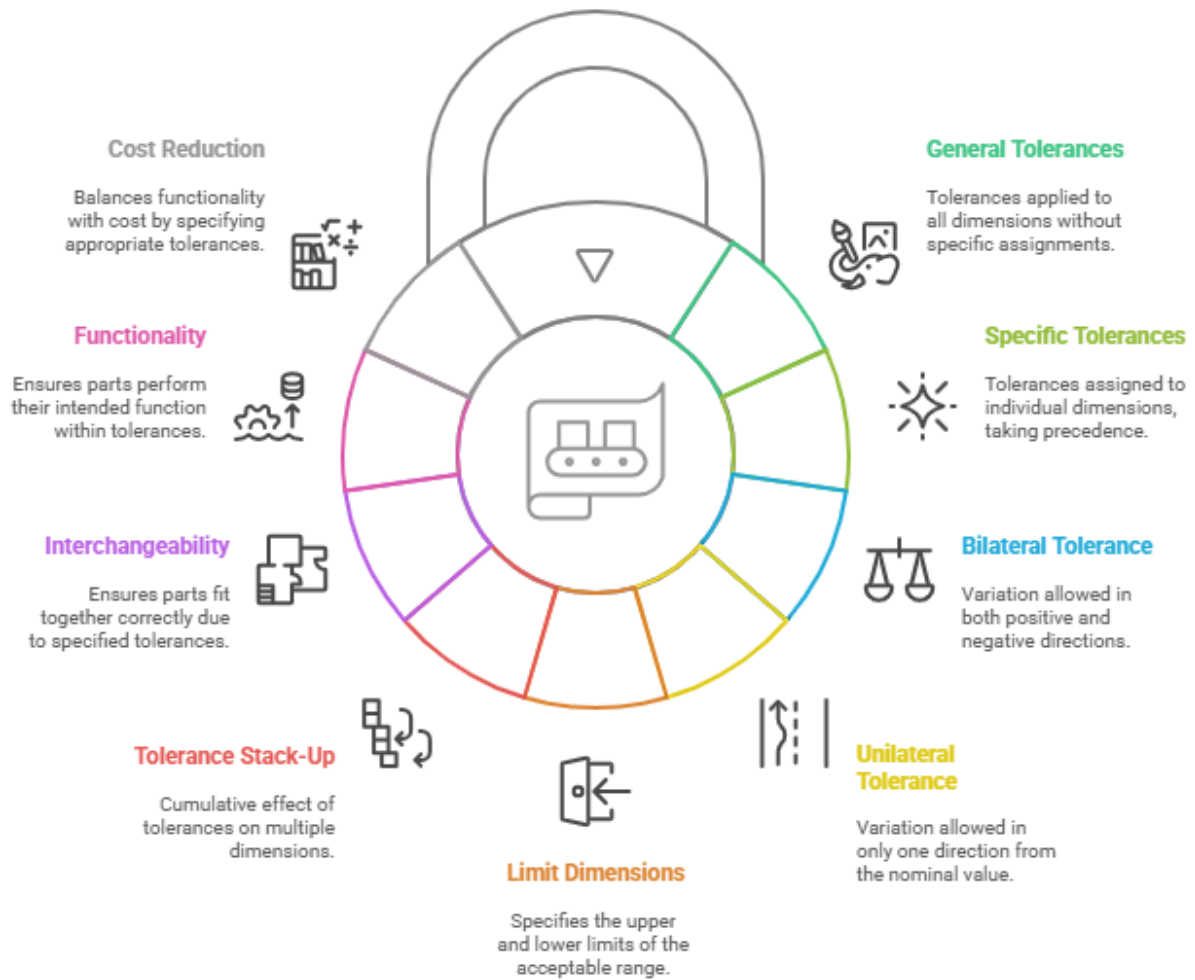 Cost Reduction
Balances functionality
with cost by specifying
appropriate tolerances.
General Tolerances
Tolerances applied to
all dimensions without
specific assignments.
Functionality
Ensures parts perform
their intended function
within tolerances.
Specific Tolerances
Tolerances assigned to
individual dimensions,
taking precedence.
Interchangeability
Ensures parts fit
together correctly due
to specified tolerances.
Bilateral Tolerance
Variation allowed in
both positive and
negative directions.
Tolerance Stack-Up
Cumulative effect of
tolerances on multiple
dimensions.
Unilateral
Tolerance
Variation allowed in
only one direction from
the nominal value.
Limit Dimensions
Specifies the upper
and lower limits of the
acceptable range.